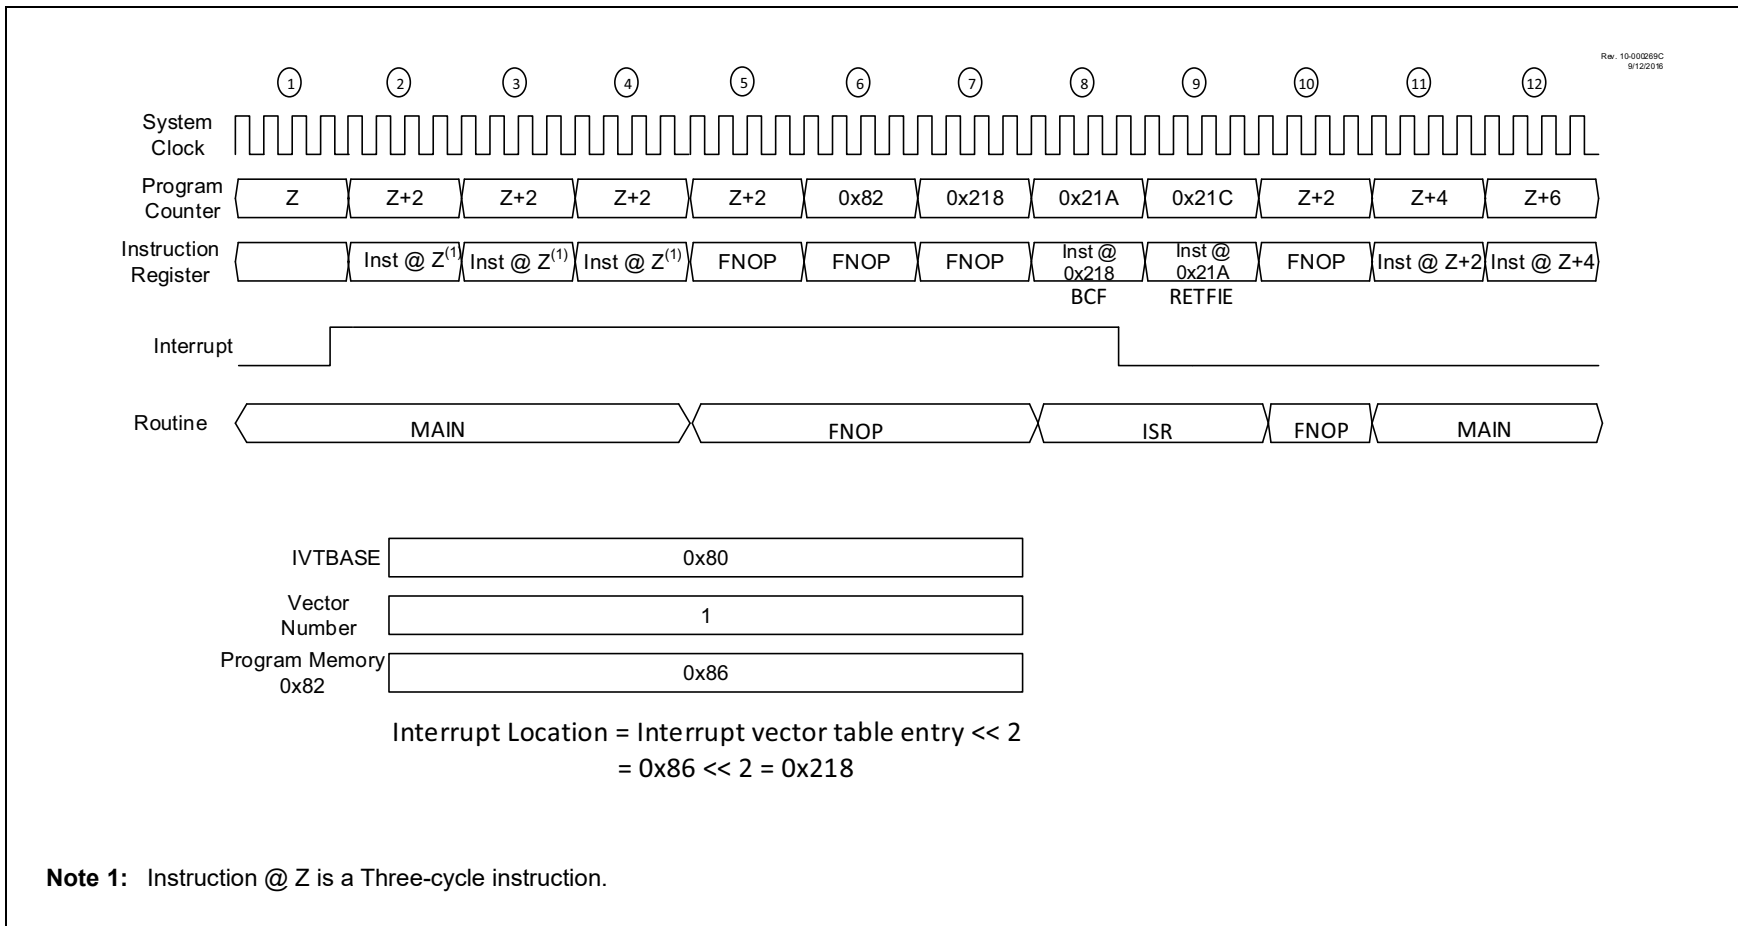 Rev. 10-000269C
9/12/2016
1 2 3 4 5 6 7 8 9 10 11 12
System
Clock
Program
Counter
Z Z+2 Z+2 Z+2 Z+2 0x82 0x218 0x21A 0x21C Z+2 Z+4 Z+6
Instruction
Register
Inst @ Z(1) Inst @ Z(1) Inst @ Z(1) FNOP FNOP FNOP Inst @ 0x218 Inst @ 0x21A FNOP Inst @ Z+2 Inst @ Z+4
BCF RETFIE
Interrupt
Routine MAIN FNOP ISR FNOP MAIN
IVTBASE 0x80
Vector
Number
1
Program Memory
0x82
0x86
Interrupt Location = Interrupt vector table entry << 2
= 0x86 << 2 = 0x218
Note 1: Instruction @ Z is a Three-cycle instruction.